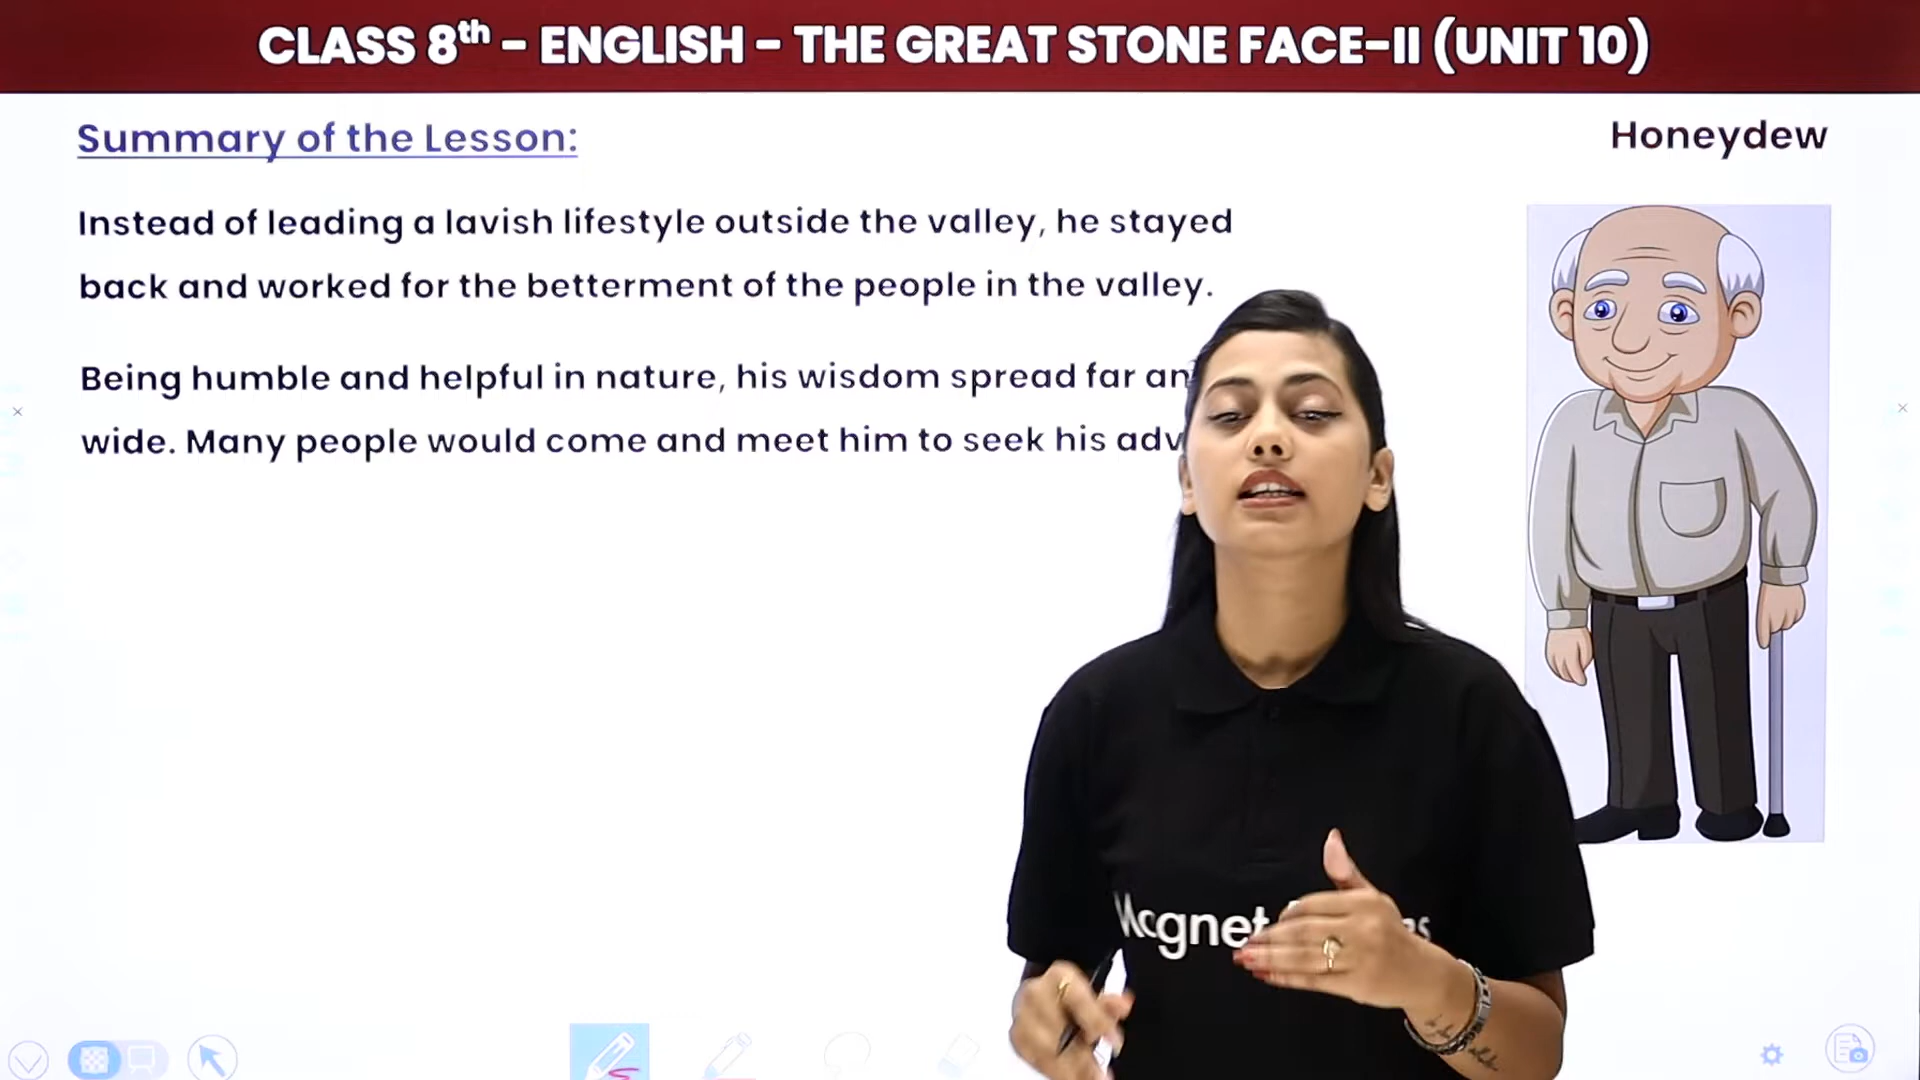 CLASS 8th - ENGLISH - THE GREAT STONE FACE-II (UNIT 10)
Summary of the Lesson:
Honeydew
Instead of leading a lavish lifestyle outside the valley, he stayed
back and worked for the betterment of the people in the valley.
Being humble and helpful in nature, his wisdom spread far
wide. Many people would come and meet him to seek his